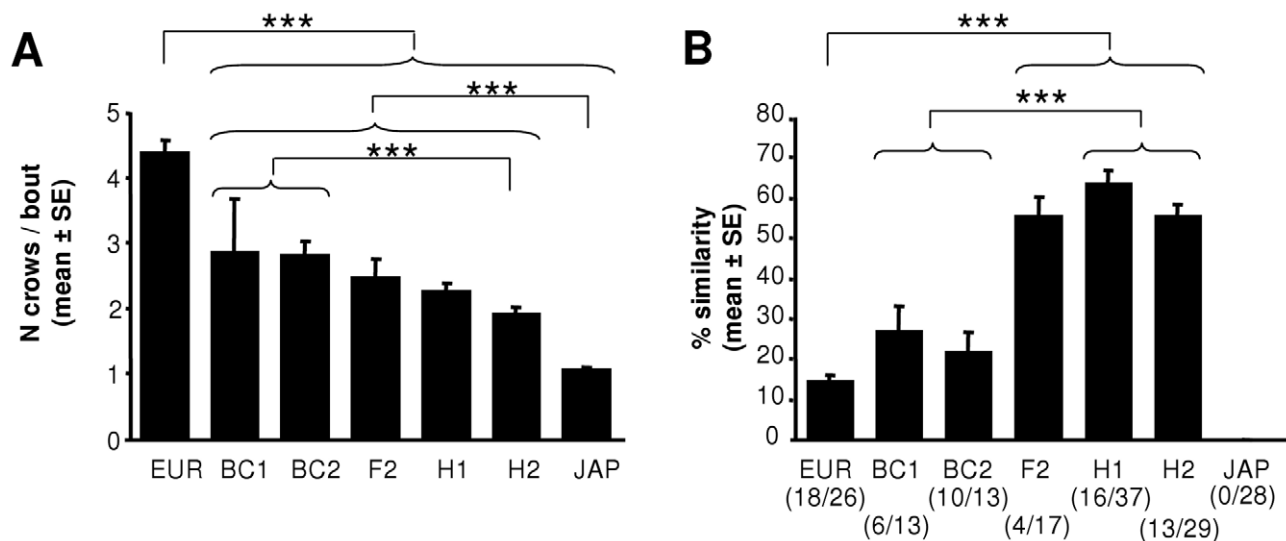 A
***
***
***
N crows / bout
(mean ± SE)
5
4
3
2
1
0
EUR BC1 BC2 F2 H1 H2 JAP
B
***
***
% similarity
(mean ± SE)
80
70
60
50
40
30
20
10
0
EUR BC1 BC2 F2 H1 H2 JAP
(18/26) (10/13) (16/37) (0/28)
(6/13) (4/17) (13/29)